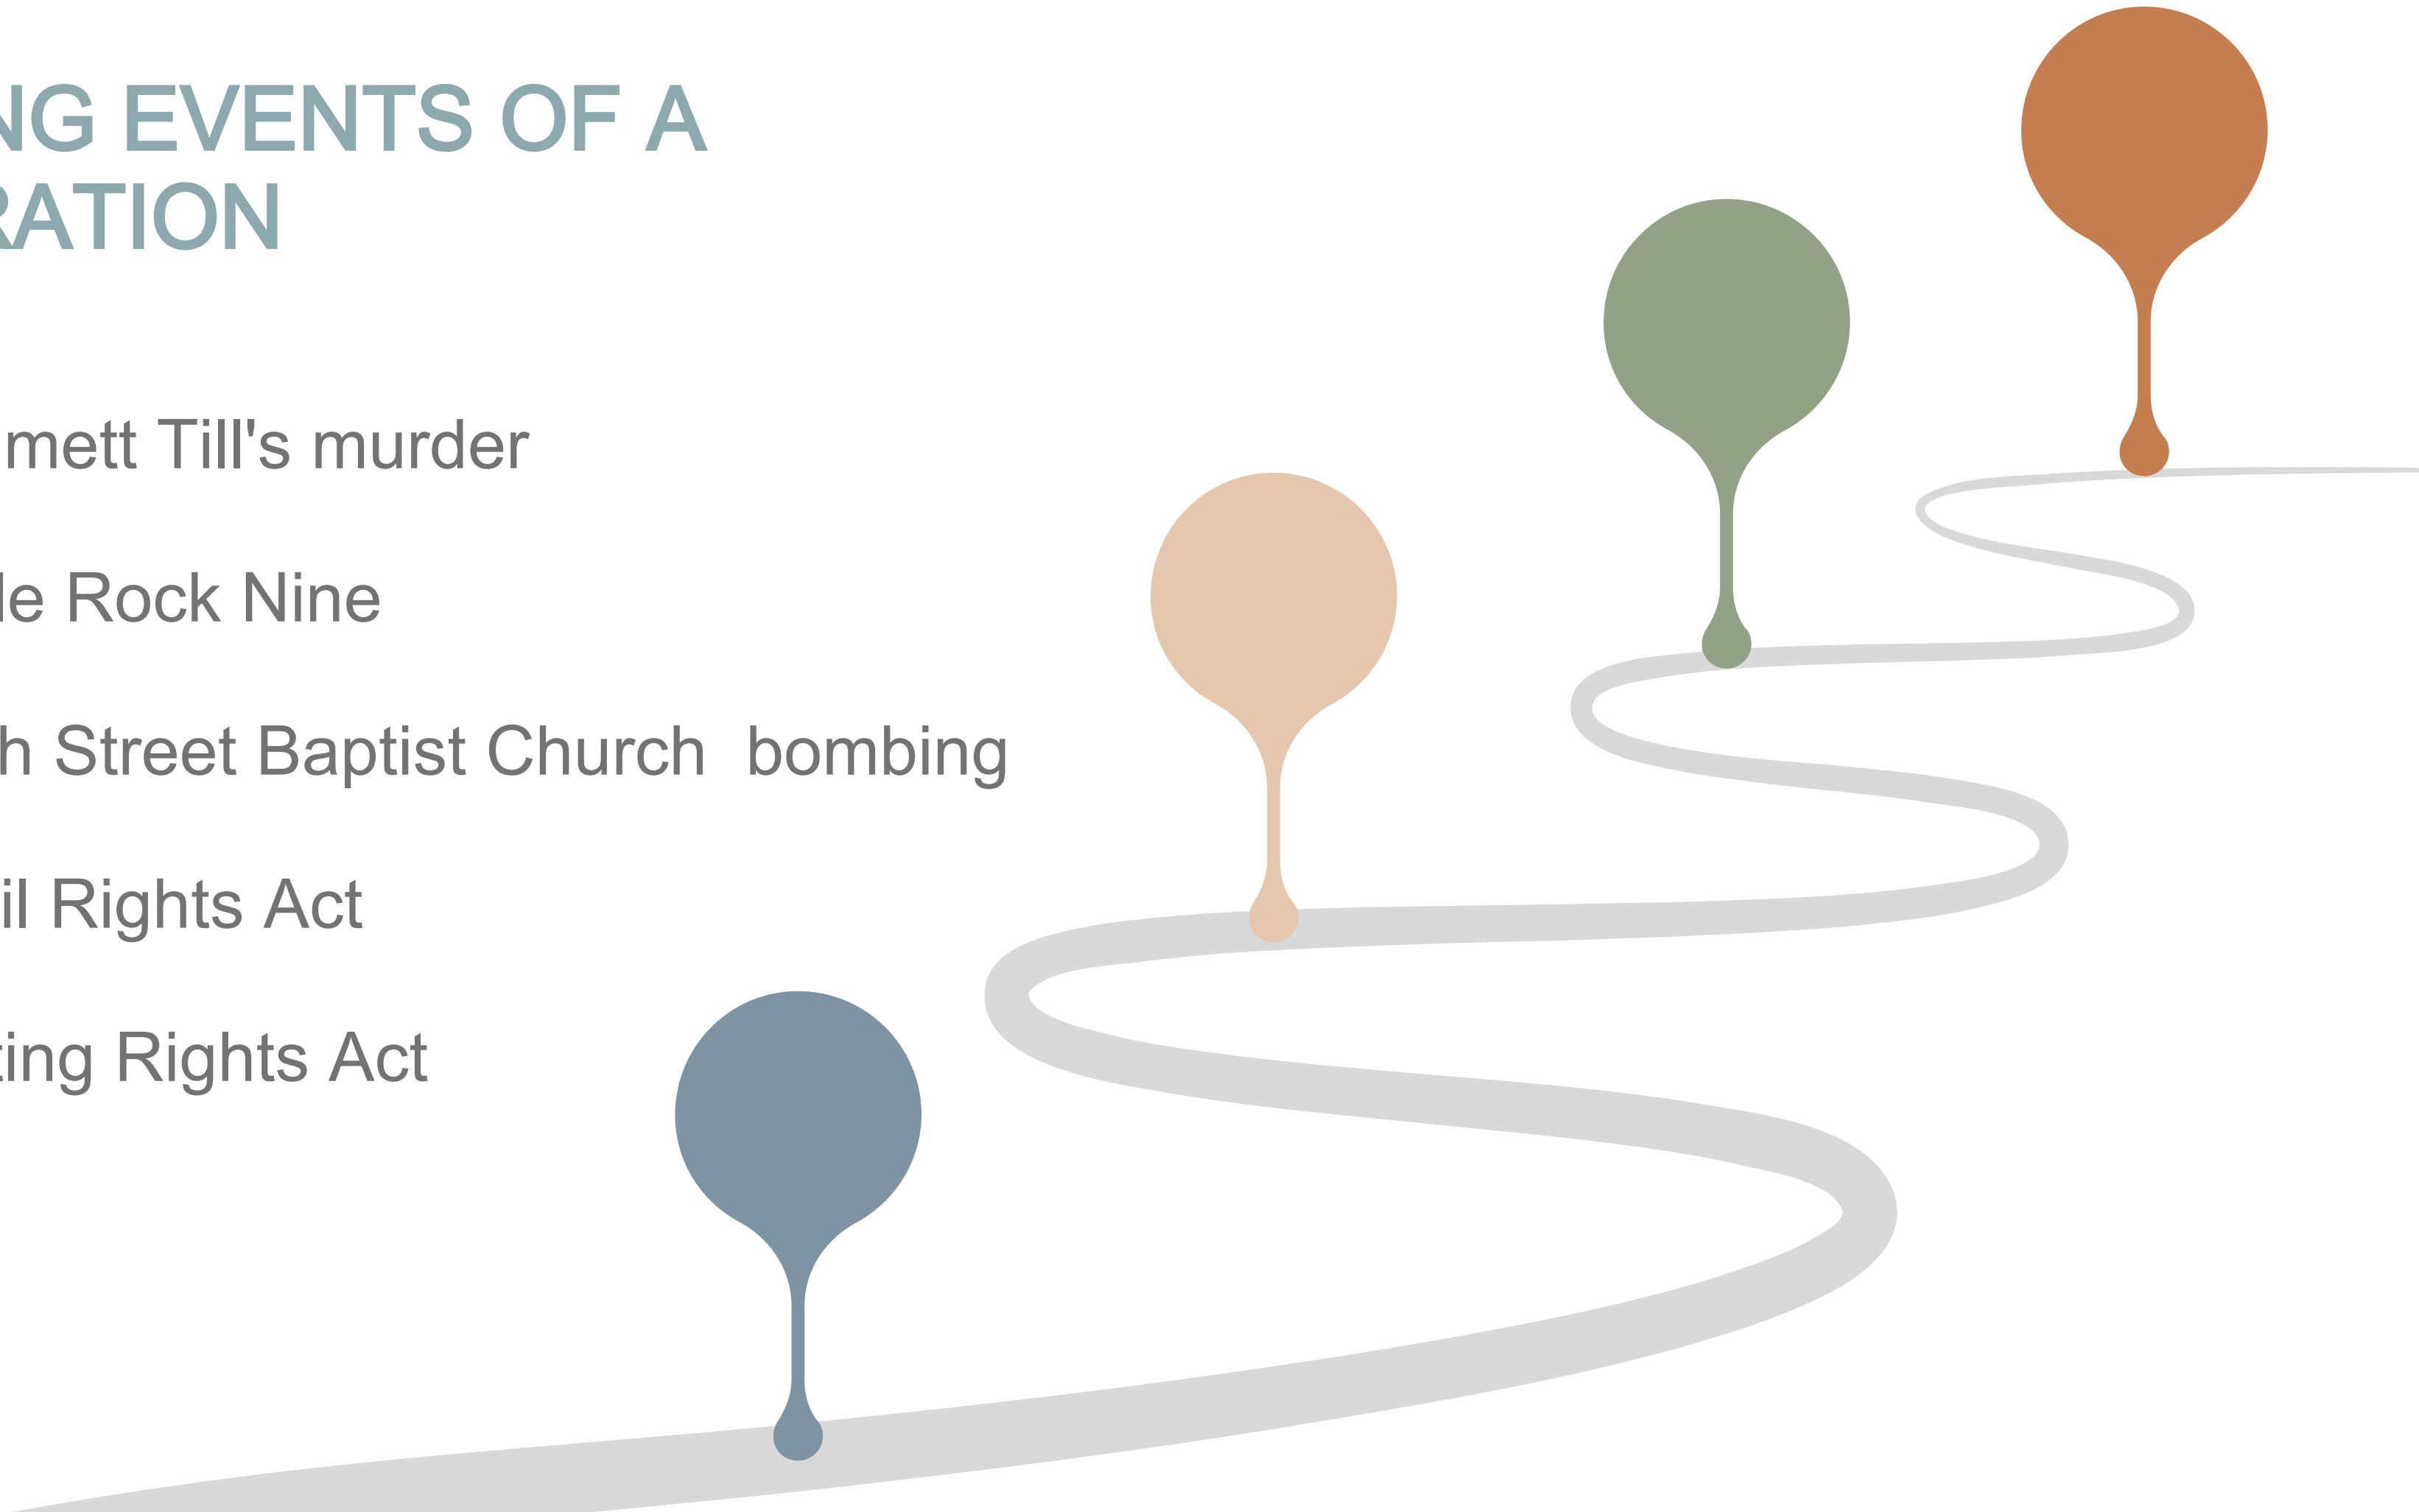 NG EVENTS OF A
RATION
mett Till's murder
le Rock Nine
h Street Baptist Church bombing
il Rights Act
ting Rights Act